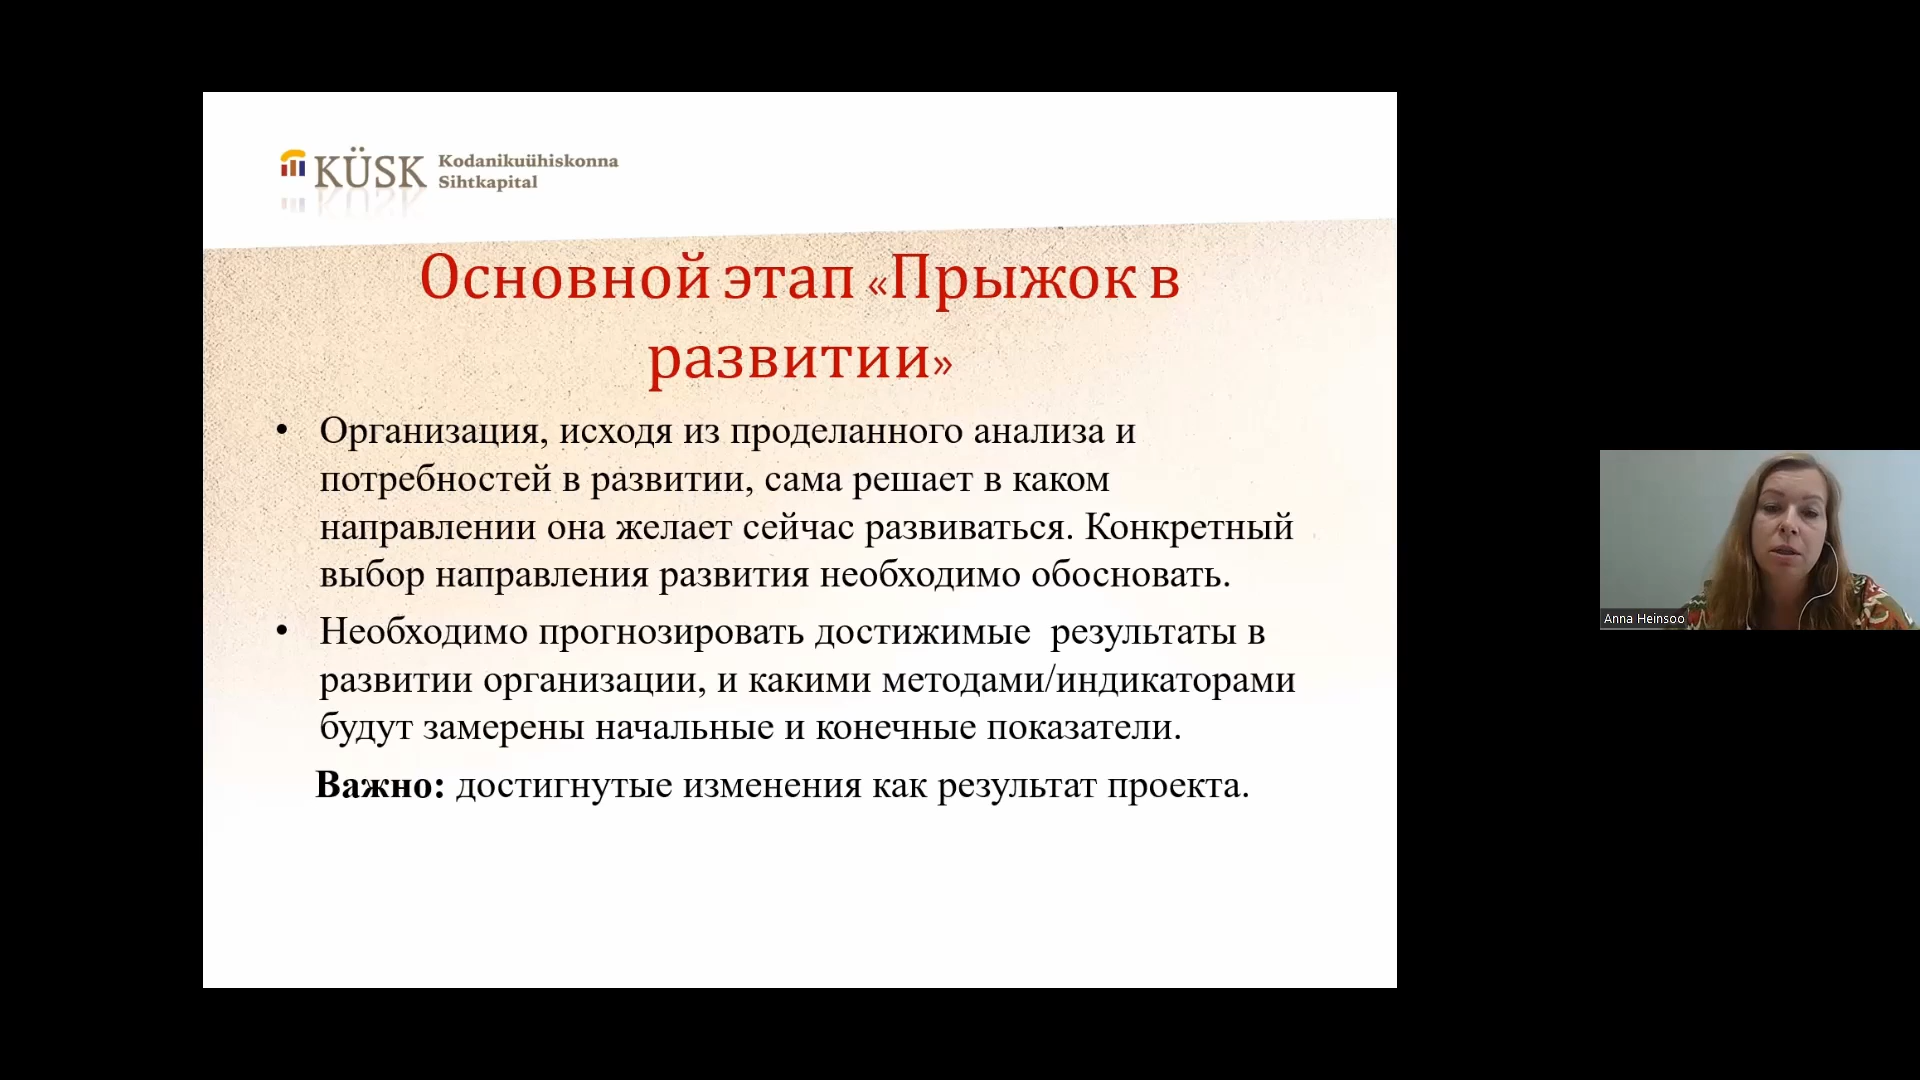 KÜSK Kodanikuühiskonna
Sihtkapital
Основной этап «Прыжок в
развитии»
• Организация, исходя из проделанного анализа и
потребностей в развитии, сама решает в каком
направлении она желает сейчас развиваться. Конкретный
выбор направления развития необходимо обосновать.
• Необходимо прогнозировать достижимые  результаты в
развитии организации, и какими методами/индикаторами
будут замерены начальные и конечные показатели.
Важно: достигнутые изменения как результат проекта.
Anna Heinsoo